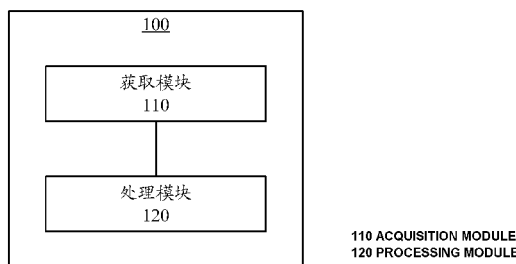 100
获取模块
110
处理模块
120
110 ACQUISITION MODULE
120 PROCESSING MODULE